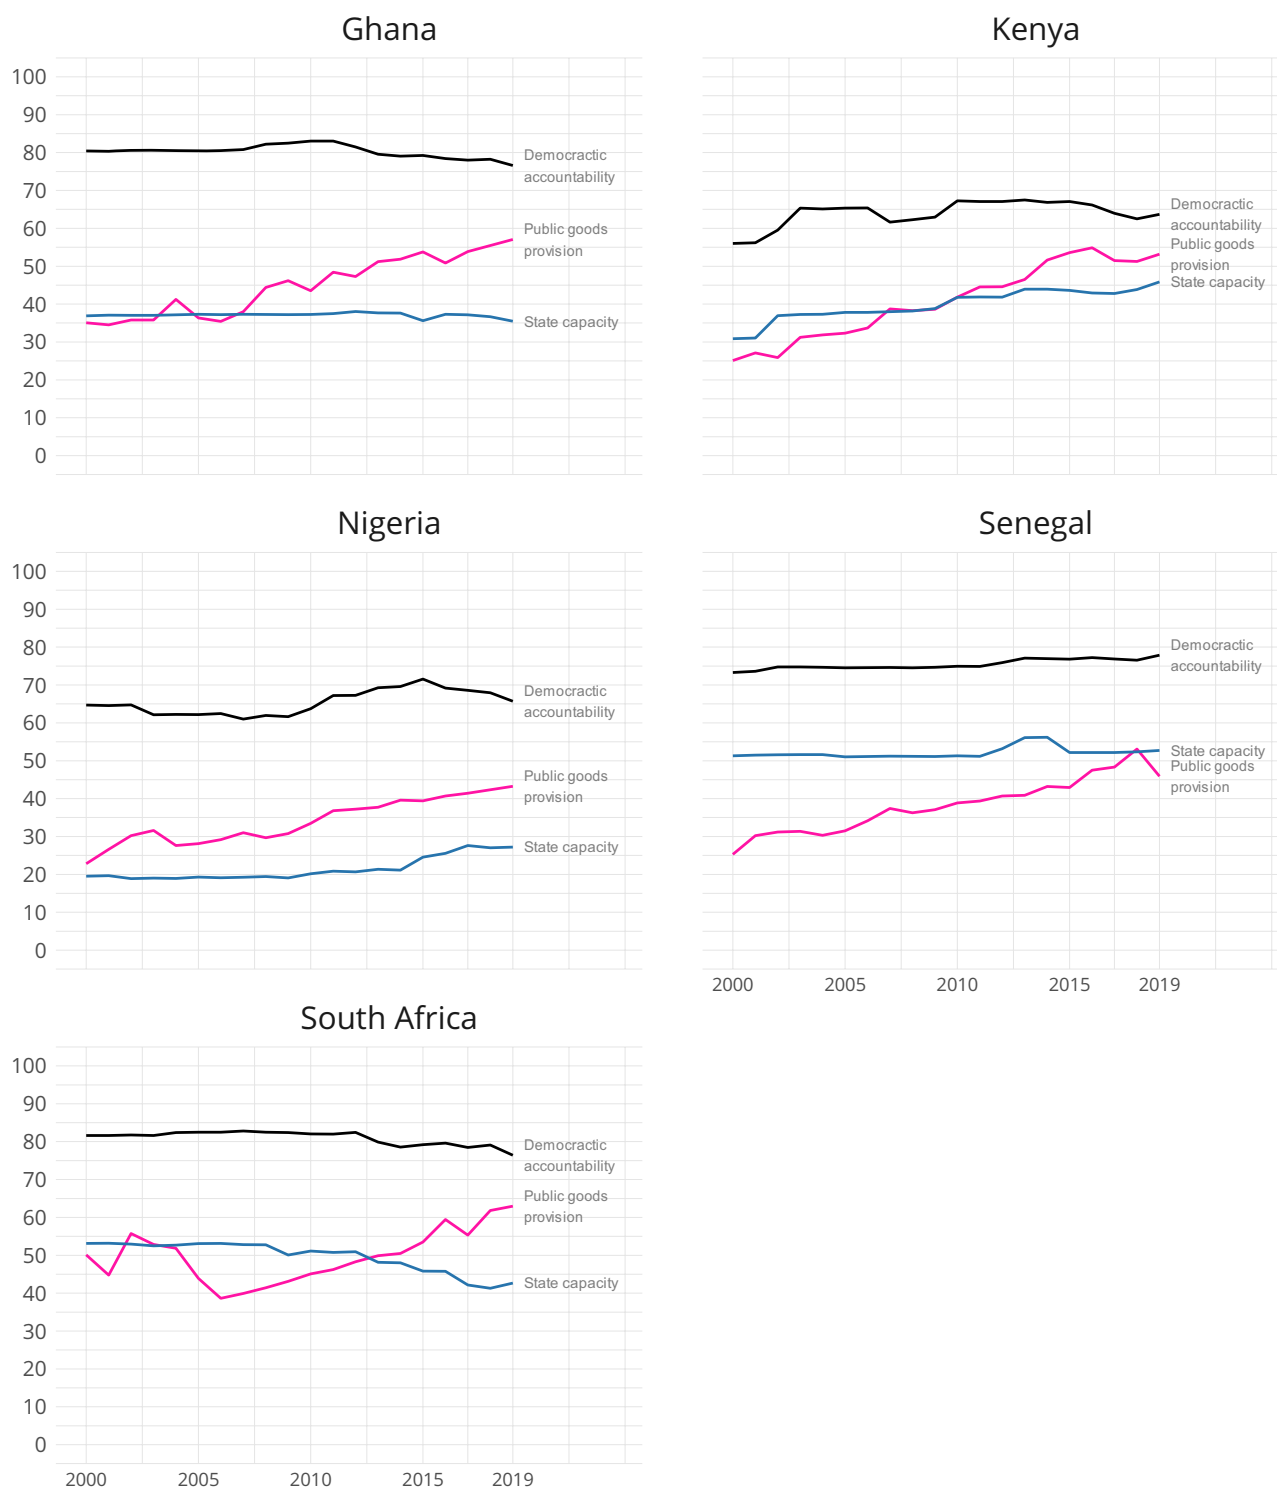 Ghana
Kenya
100
90
80
70
60
50
40
30
20
10
0
Democractic
accountability
Public goods
provision
State capacity
Democractic
accountability
Public goods
provision
State capacity
Nigeria
Senegal
100
90
80
70
60
50
40
30
20
10
0
Democractic
accountability
Public goods
provision
State capacity
Democractic
accountability
State capacity
Public goods
provision
2000 2005 2010 2015 2019
South Africa
100
90
80
70
60
50
40
30
20
10
0
Democractic
accountability
Public goods
provision
State capacity
2000 2005 2010 2015 2019